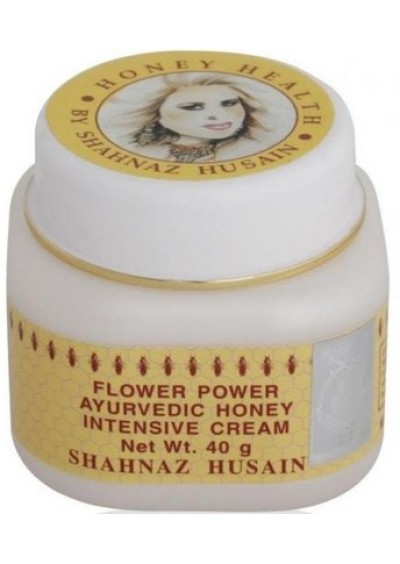 • HONEY HEALTH •
BY SHAHNAZ HUSAIN
FLOWER POWER
AYURVEDIC HONEY
INTENSIVE CREAM
Net Wt. 40 g
SHAHNAZ HUSAIN